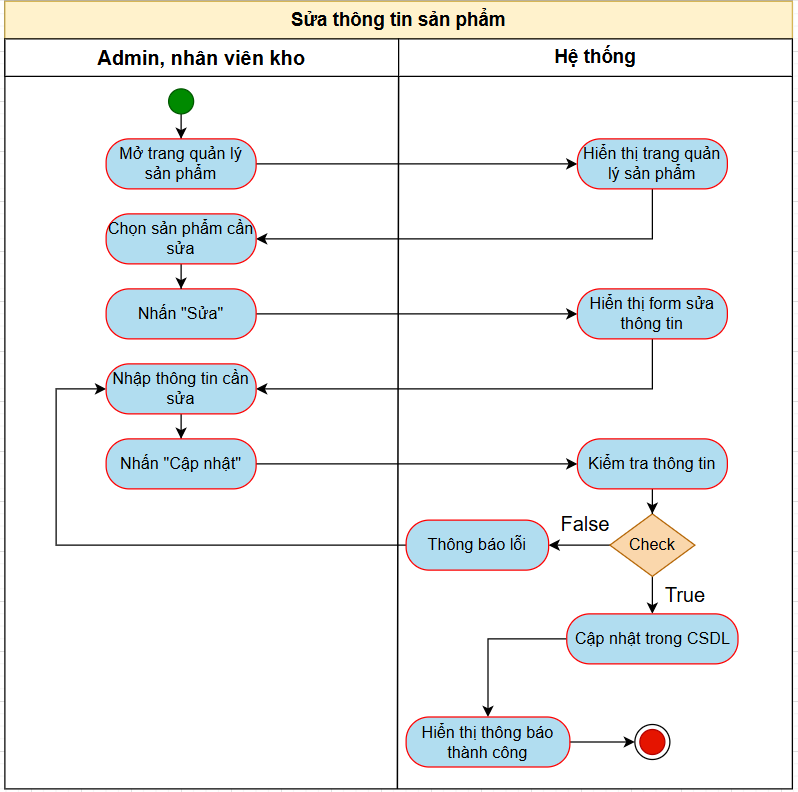 Sửa thông tin sản phẩm
Admin, nhân viên kho
Hệ thống
Mở trang quản lý
sản phẩm
Hiển thị trang quản
lý sản phẩm
Chọn sản phẩm cần
sửa
Nhấn "Sửa"
Hiển thị form sửa
thông tin
Nhập thông tin cần
sửa
Nhấn "Cập nhật"
Kiểm tra thông tin
False
Thông báo lỗi
Check
True
Cập nhật trong CSDL
Hiển thị thông báo
thành công